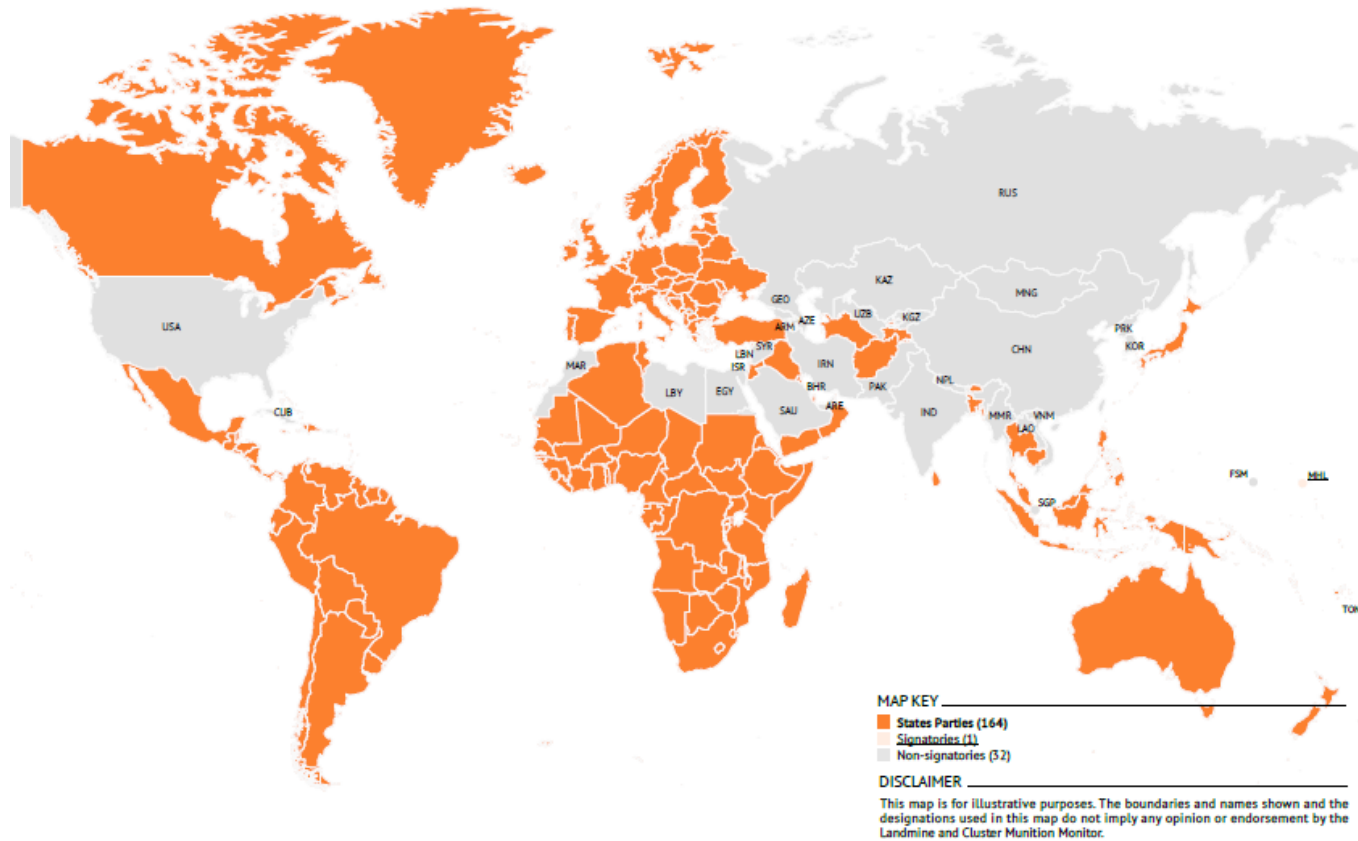 RUS
KAZ
MNG
GEO
UZB
KGZ
USA
ARM
AZE
PRK
KOR
CHN
SYR
LBN
ISR
IRN
MAR
NPL
BHR
PAK
LBY
EGY
ARE
CUB
SAU
IND
MMR
VNM
LAO
FSM
MHL
SGP
TON
MAP KEY
States Parties (164)
Signatories (1)
Non-signatories (32)
DISCLAIMER
This map is for illustrative purposes. The boundaries and names shown and the
designations used in this map do not imply any opinion or endorsement by the
Landmine and Cluster Munition Monitor.